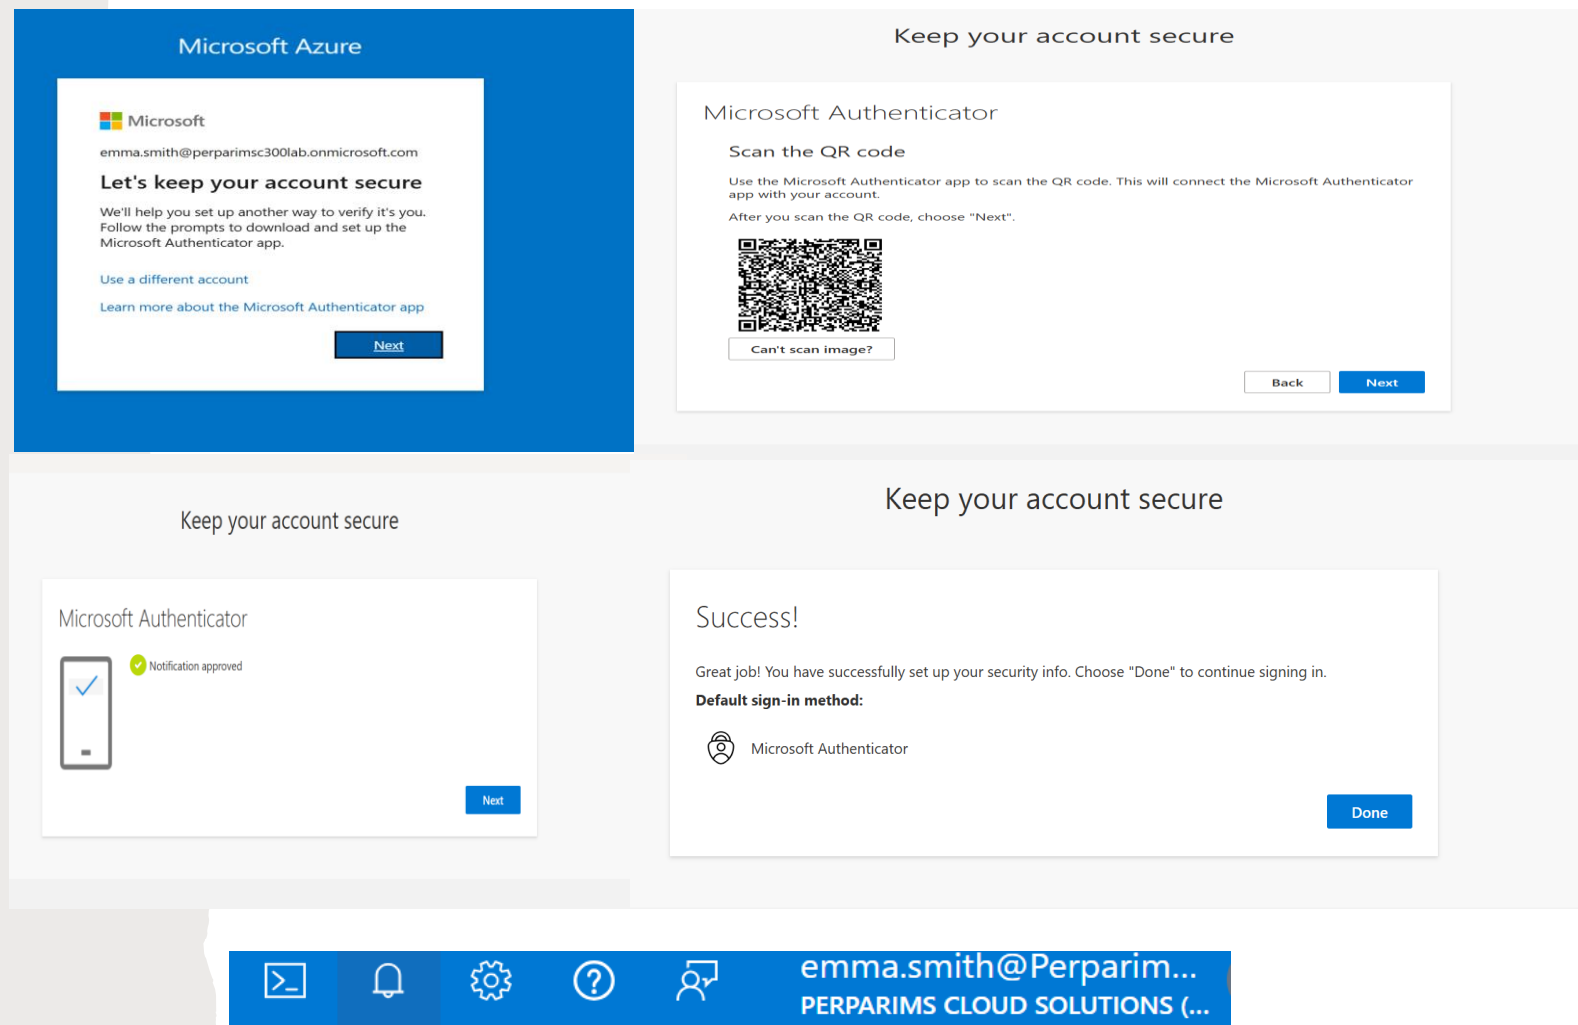 Microsoft Azure
Microsoft
emma.smith@perparimsc300lab.onmicrosoft.com
Let's keep your account secure
We'll help you set up another way to verify it's you.
Follow the prompts to download and set up the
Microsoft Authenticator app.
Use a different account
Learn more about the Microsoft Authenticator app
Next
Keep your account secure
Microsoft Authenticator
Scan the QR code
Use the Microsoft Authenticator app to scan the QR code. This will connect the Microsoft Authenticator
app with your account.
After you scan the QR code, choose "Next".
Can't scan image?
Back
Next
Keep your account secure
Microsoft Authenticator
Notification approved
Next
Keep your account secure
Success!
Great job! You have successfully set up your security info. Choose "Done" to continue signing in.
Default sign-in method:
Microsoft Authenticator
Done
emma.smith@Perparim...
PERPARIMS CLOUD SOLUTIONS (...